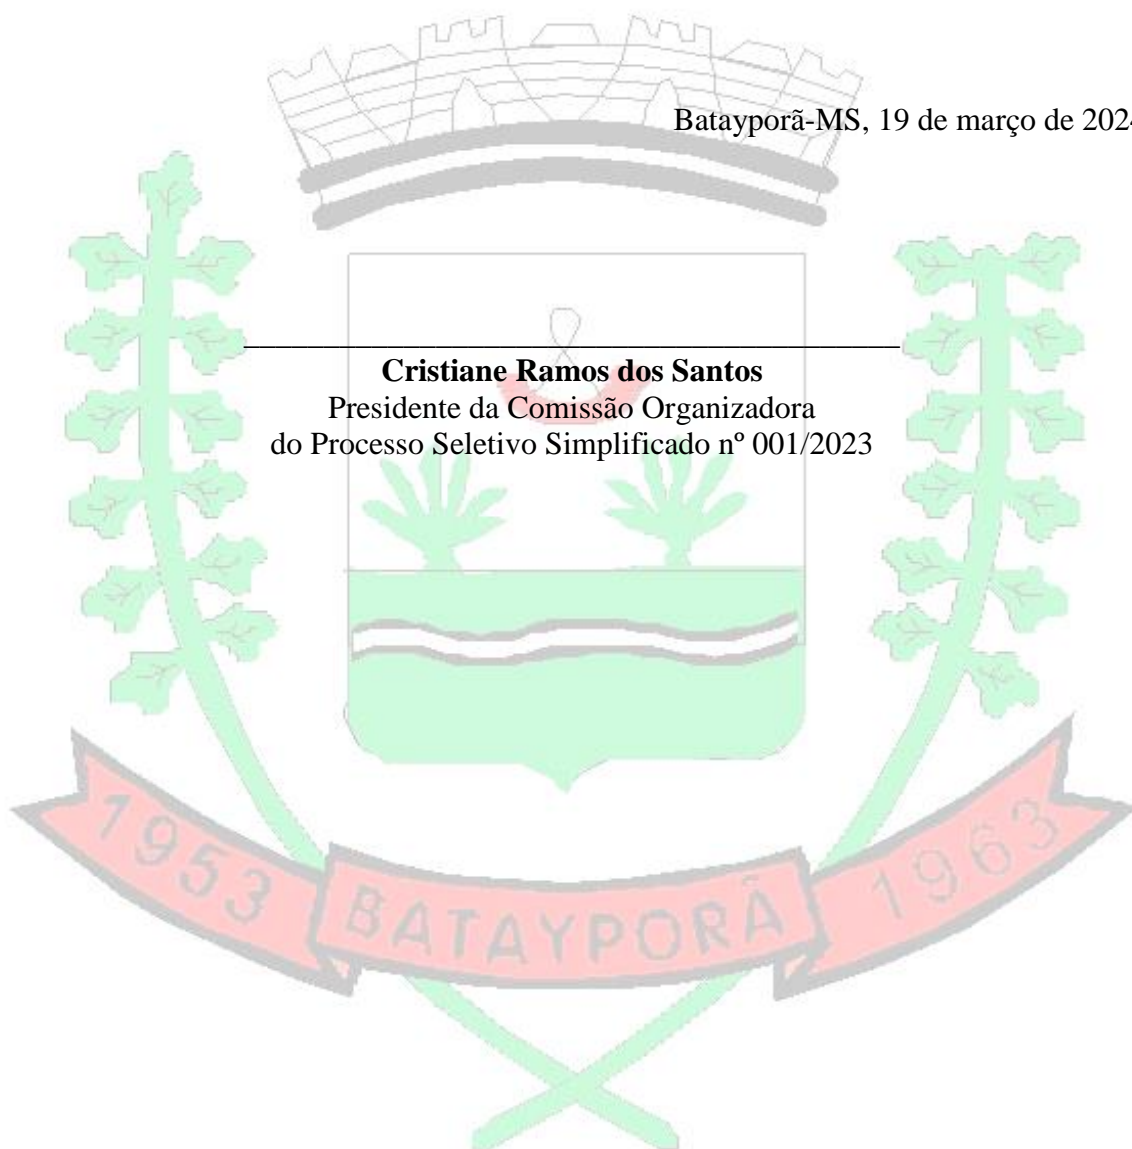 Batayporã-MS, 19 de março de 2024
Cristiane Ramos dos Santos
Presidente da Comissão Organizadora
do Processo Seletivo Simplificado nº 001/2023
1953
BATAYPORÃ
1963